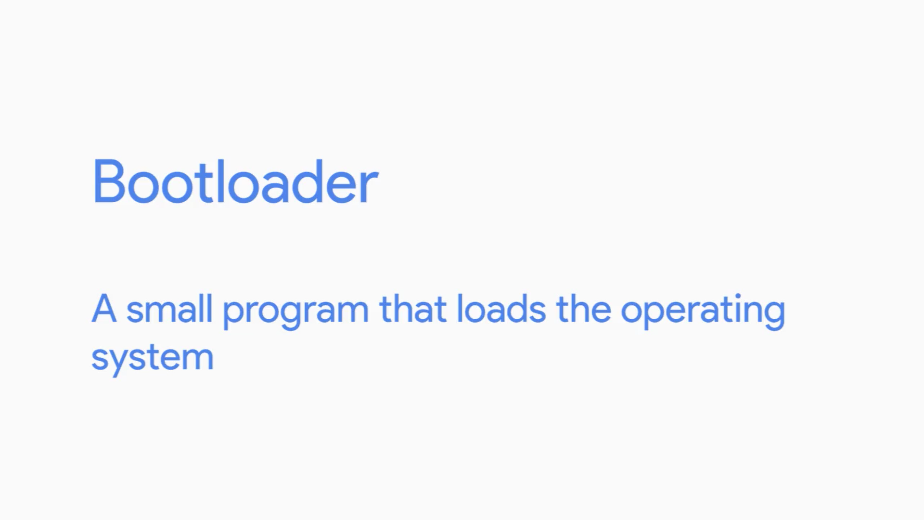 Bootloader
A small program that loads the operating
system